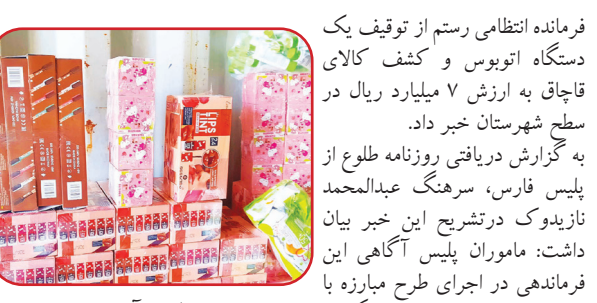 فرمانده انتظامی رستم از توقیف یک
دستگاه اتوبوس و کشف کالای
قاچاق به ارزش ۷ میلیارد ریال در
سطح شهرستان خبر داد.
به گزارش دریافتی روزنامه طلوع از
پلیس فارس، سرهنگ عبدالمحمد
نازیدوک درتشریح این خبر بیان
داشت: ماموران پلیس آگاهی این
فرماندهی در اجرای طرح مبارزه با
LIPS
TINT